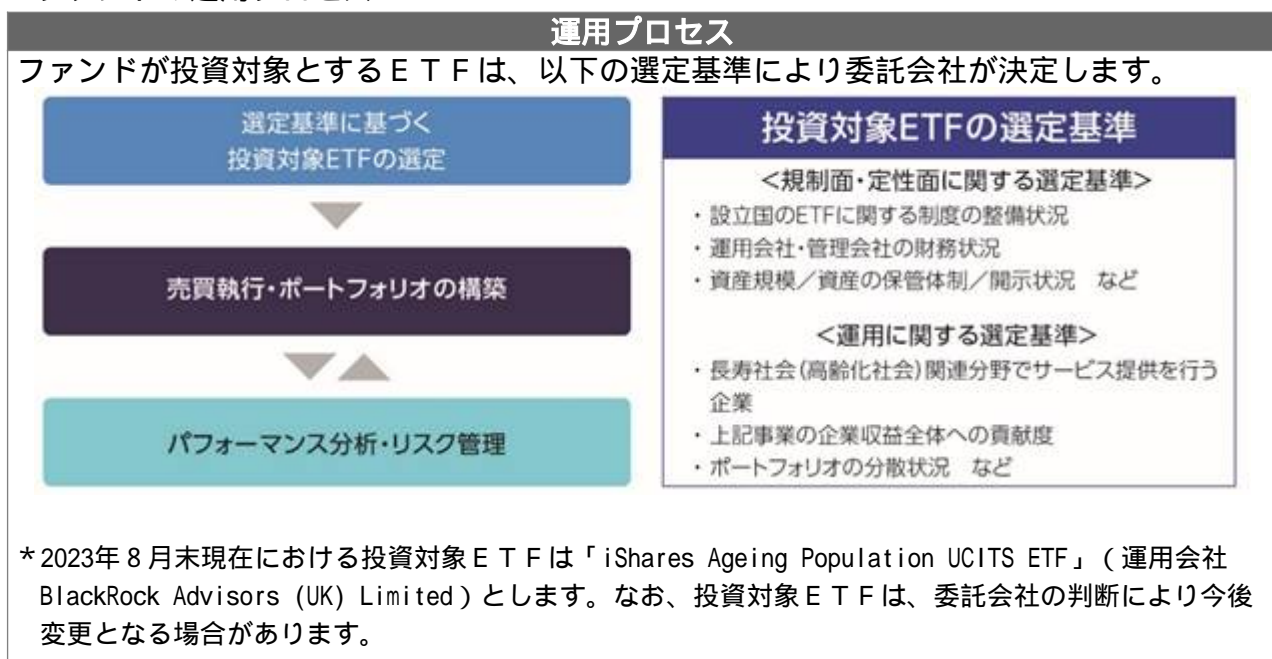 運用プロセス
ファンドが投資対象とするＥＴＦは、以下の選定基準により委託会社が決定します。
選定基準に基づく
投資対象ETFの選定
売買執行・ポートフォリオの構築
パフォーマンス分析・リスク管理
投資対象ETFの選定基準
＜規制面・定性面に関する選定基準＞
・設立国のETFに関する制度の整備状況
・運用会社・管理会社の財務状況
・資産規模／資産の保管体制／開示状況　など
＜運用に関する選定基準＞
・長寿社会（高齢化社会）関連分野でサービス提供を行う
企業
・上記事業の企業収益全体への貢献度
・ポートフォリオの分散状況　など
＊2023年８月末現在における投資対象ＥＴＦは「iShares Ageing Population UCITS ETF」（運用会社
BlackRock Advisors (UK) Limited）とします。なお、投資対象ＥＴＦは、委託会社の判断により今後
変更となる場合があります。